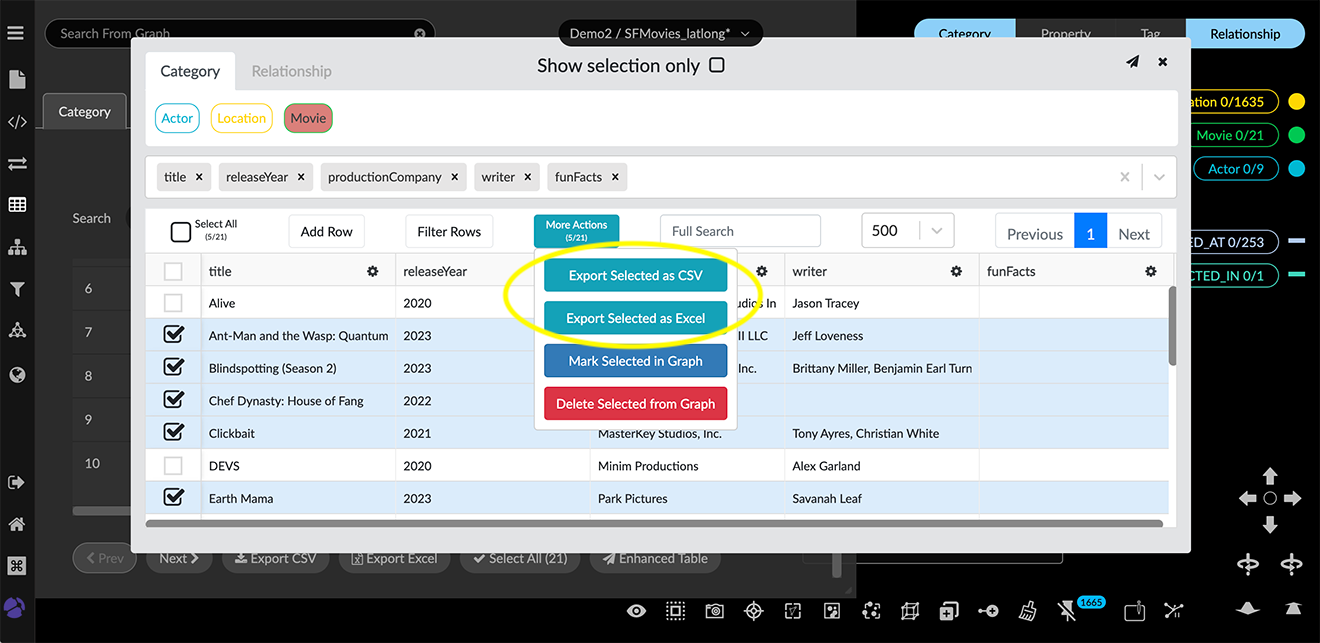 Search From Graph
Demo2 / SFMovies_latlong*
Category
Property
Tag
Relationship
Category
Relationship
Show selection only
Actor
Location
Movie
Category
ation 0/1635
Movie 0/21
Actor 0/9
ED_AT 0/253
CTED_IN 0/1
title
releaseYear
productionCompany
writer
funFacts
Search
Select All
(5/21)
Add Row
Filter Rows
More Actions
(5/21)
Full Search
500
Previous
1
Next
Export Selected as CSV
Export Selected as Excel
Mark Selected in Graph
Delete Selected from Graph
title releaseYear writer funFacts
Alive 2020 udios In Jason Tracey
Ant-Man and the Wasp: Quantum 2023 II LLC Jeff Loveness
Blindspotting (Season 2) 2023 Inc. Brittany Miller, Benjamin Earl Turn
Chef Dynasty: House of Fang 2022
Clickbait 2021 MasterKey Studios, Inc. Tony Ayres, Christian White
DEVS 2020 Minim Productions Alex Garland
Earth Mama 2023 Park Pictures Savanah Leaf
6
7
8
9
10
Prev
Next
Export CSV
Export Excel
Select All (21)
Enhanced Table
1665